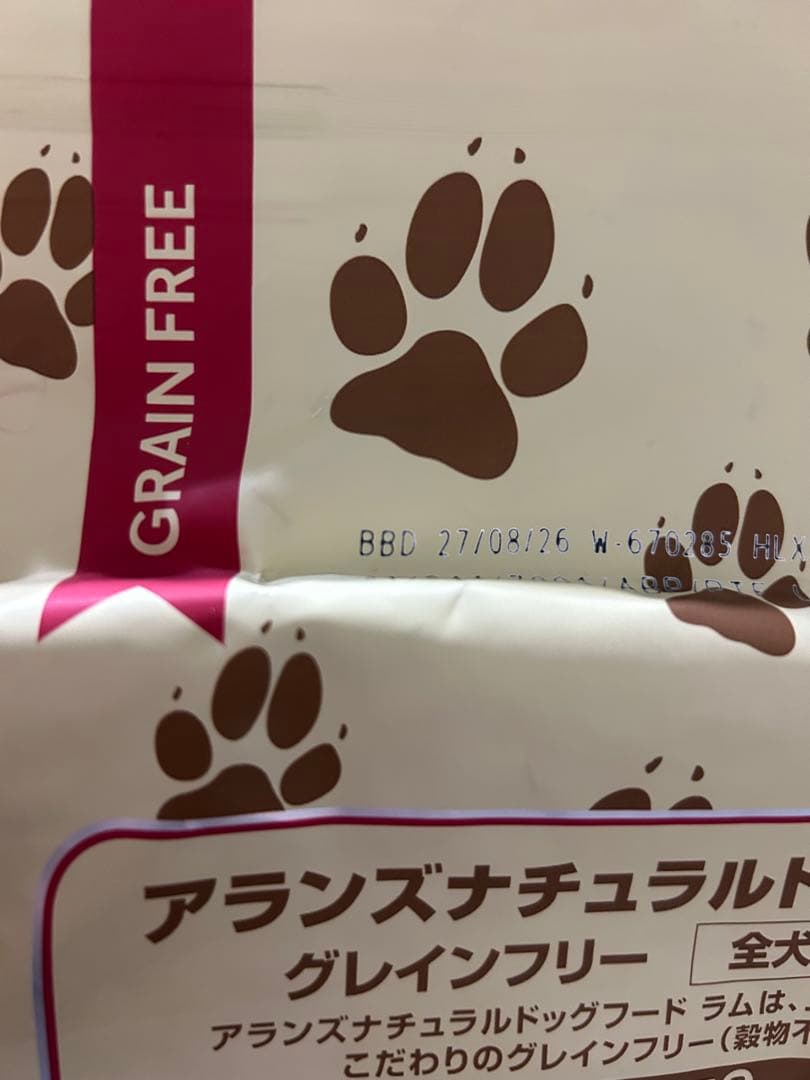 GRAIN FREE
BBD 27/08/26 W-670285 HLX
アランズナチュラルド
グレインフリー
全犬
アランズナチュラルドッグフード ラムは、
こだわりのグレインフリー(穀物不